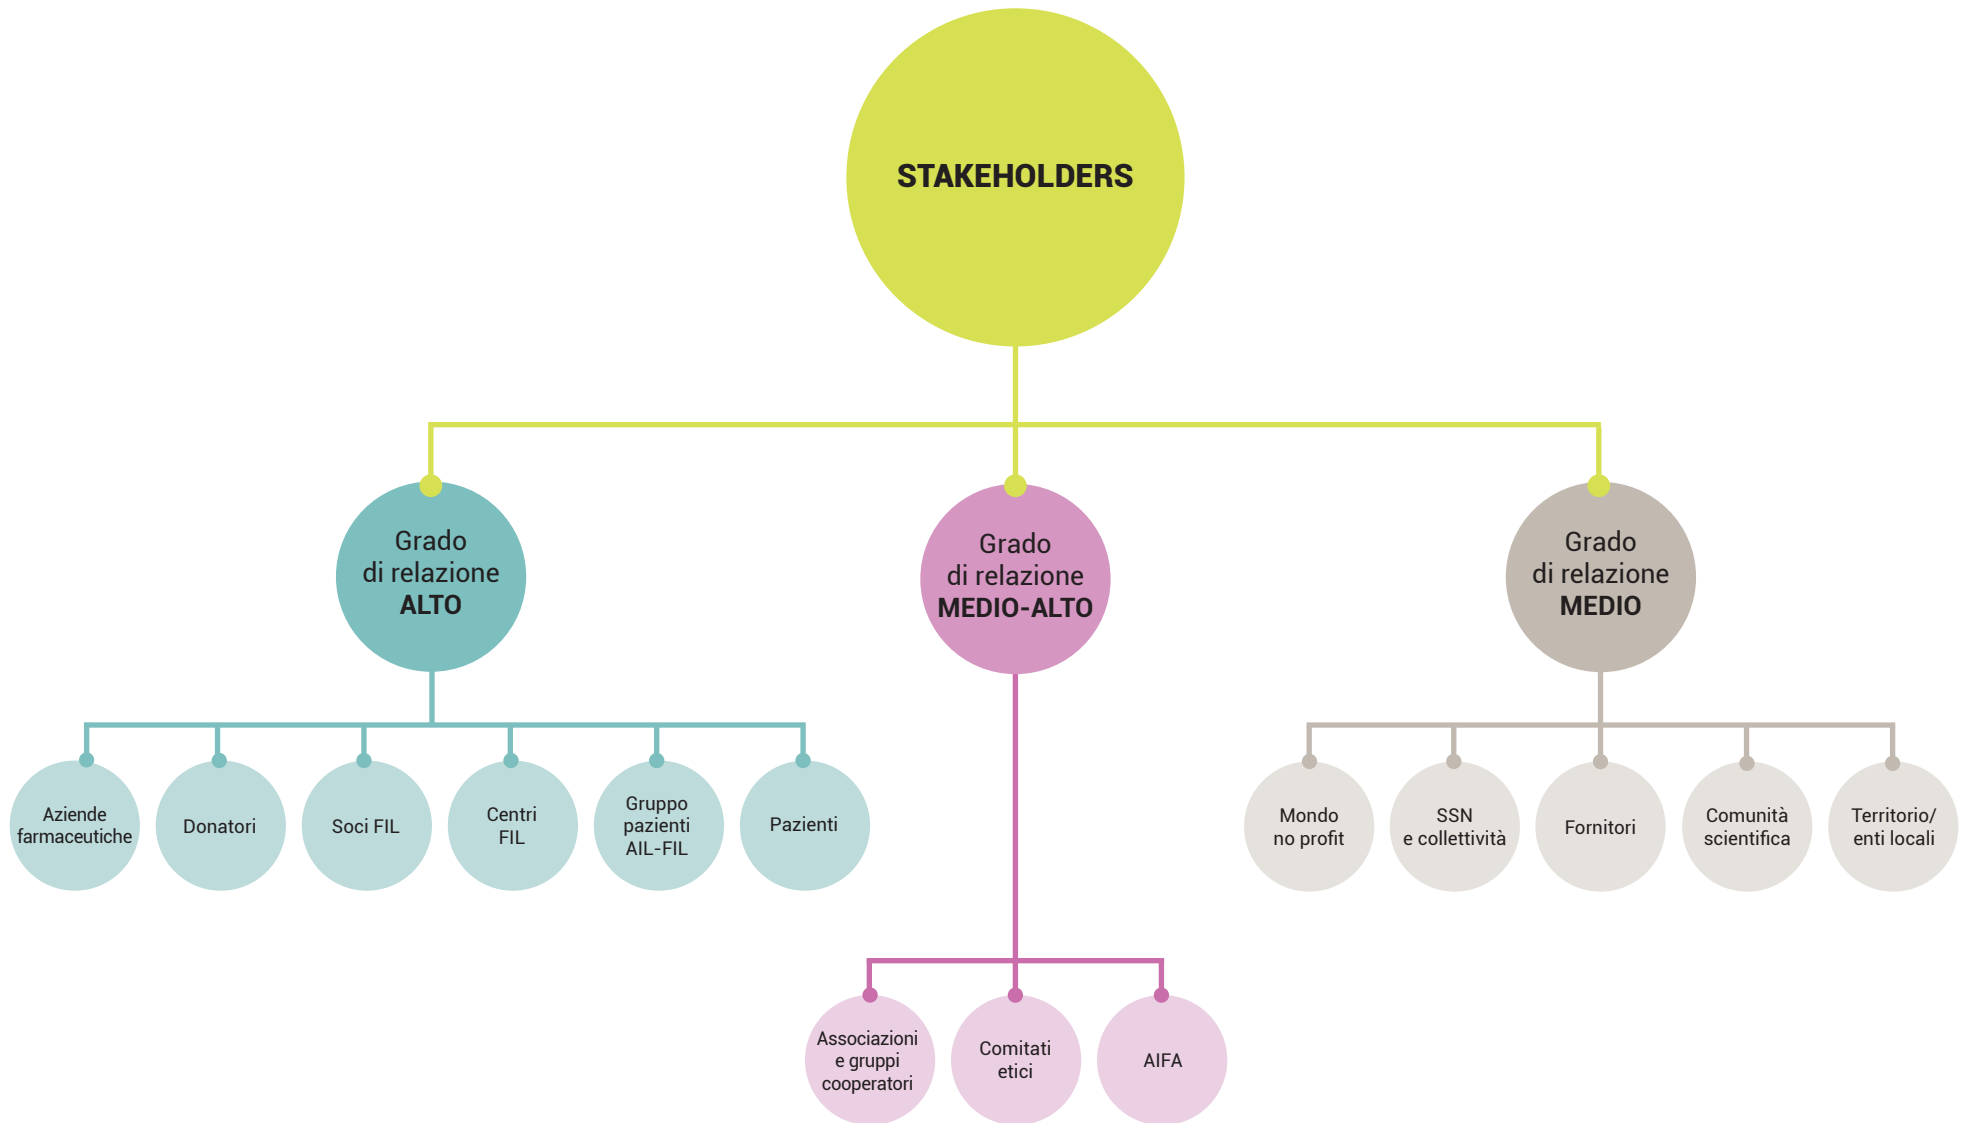 STAKEHOLDERS
Grado
di relazione
ALTO
Grado
di relazione
MEDIO-ALTO
Grado
di relazione
MEDIO
Aziende
farmaceutiche
Donatori
Soci FIL
Centri
FIL
Gruppo
pazienti
AIL-FIL
Pazienti
Mondo
no profit
SSN
e collettività
Fornitori
Comunità
scientifica
Territorio/
enti locali
Associazioni
e gruppi
cooperatori
Comitati
etici
AIFA